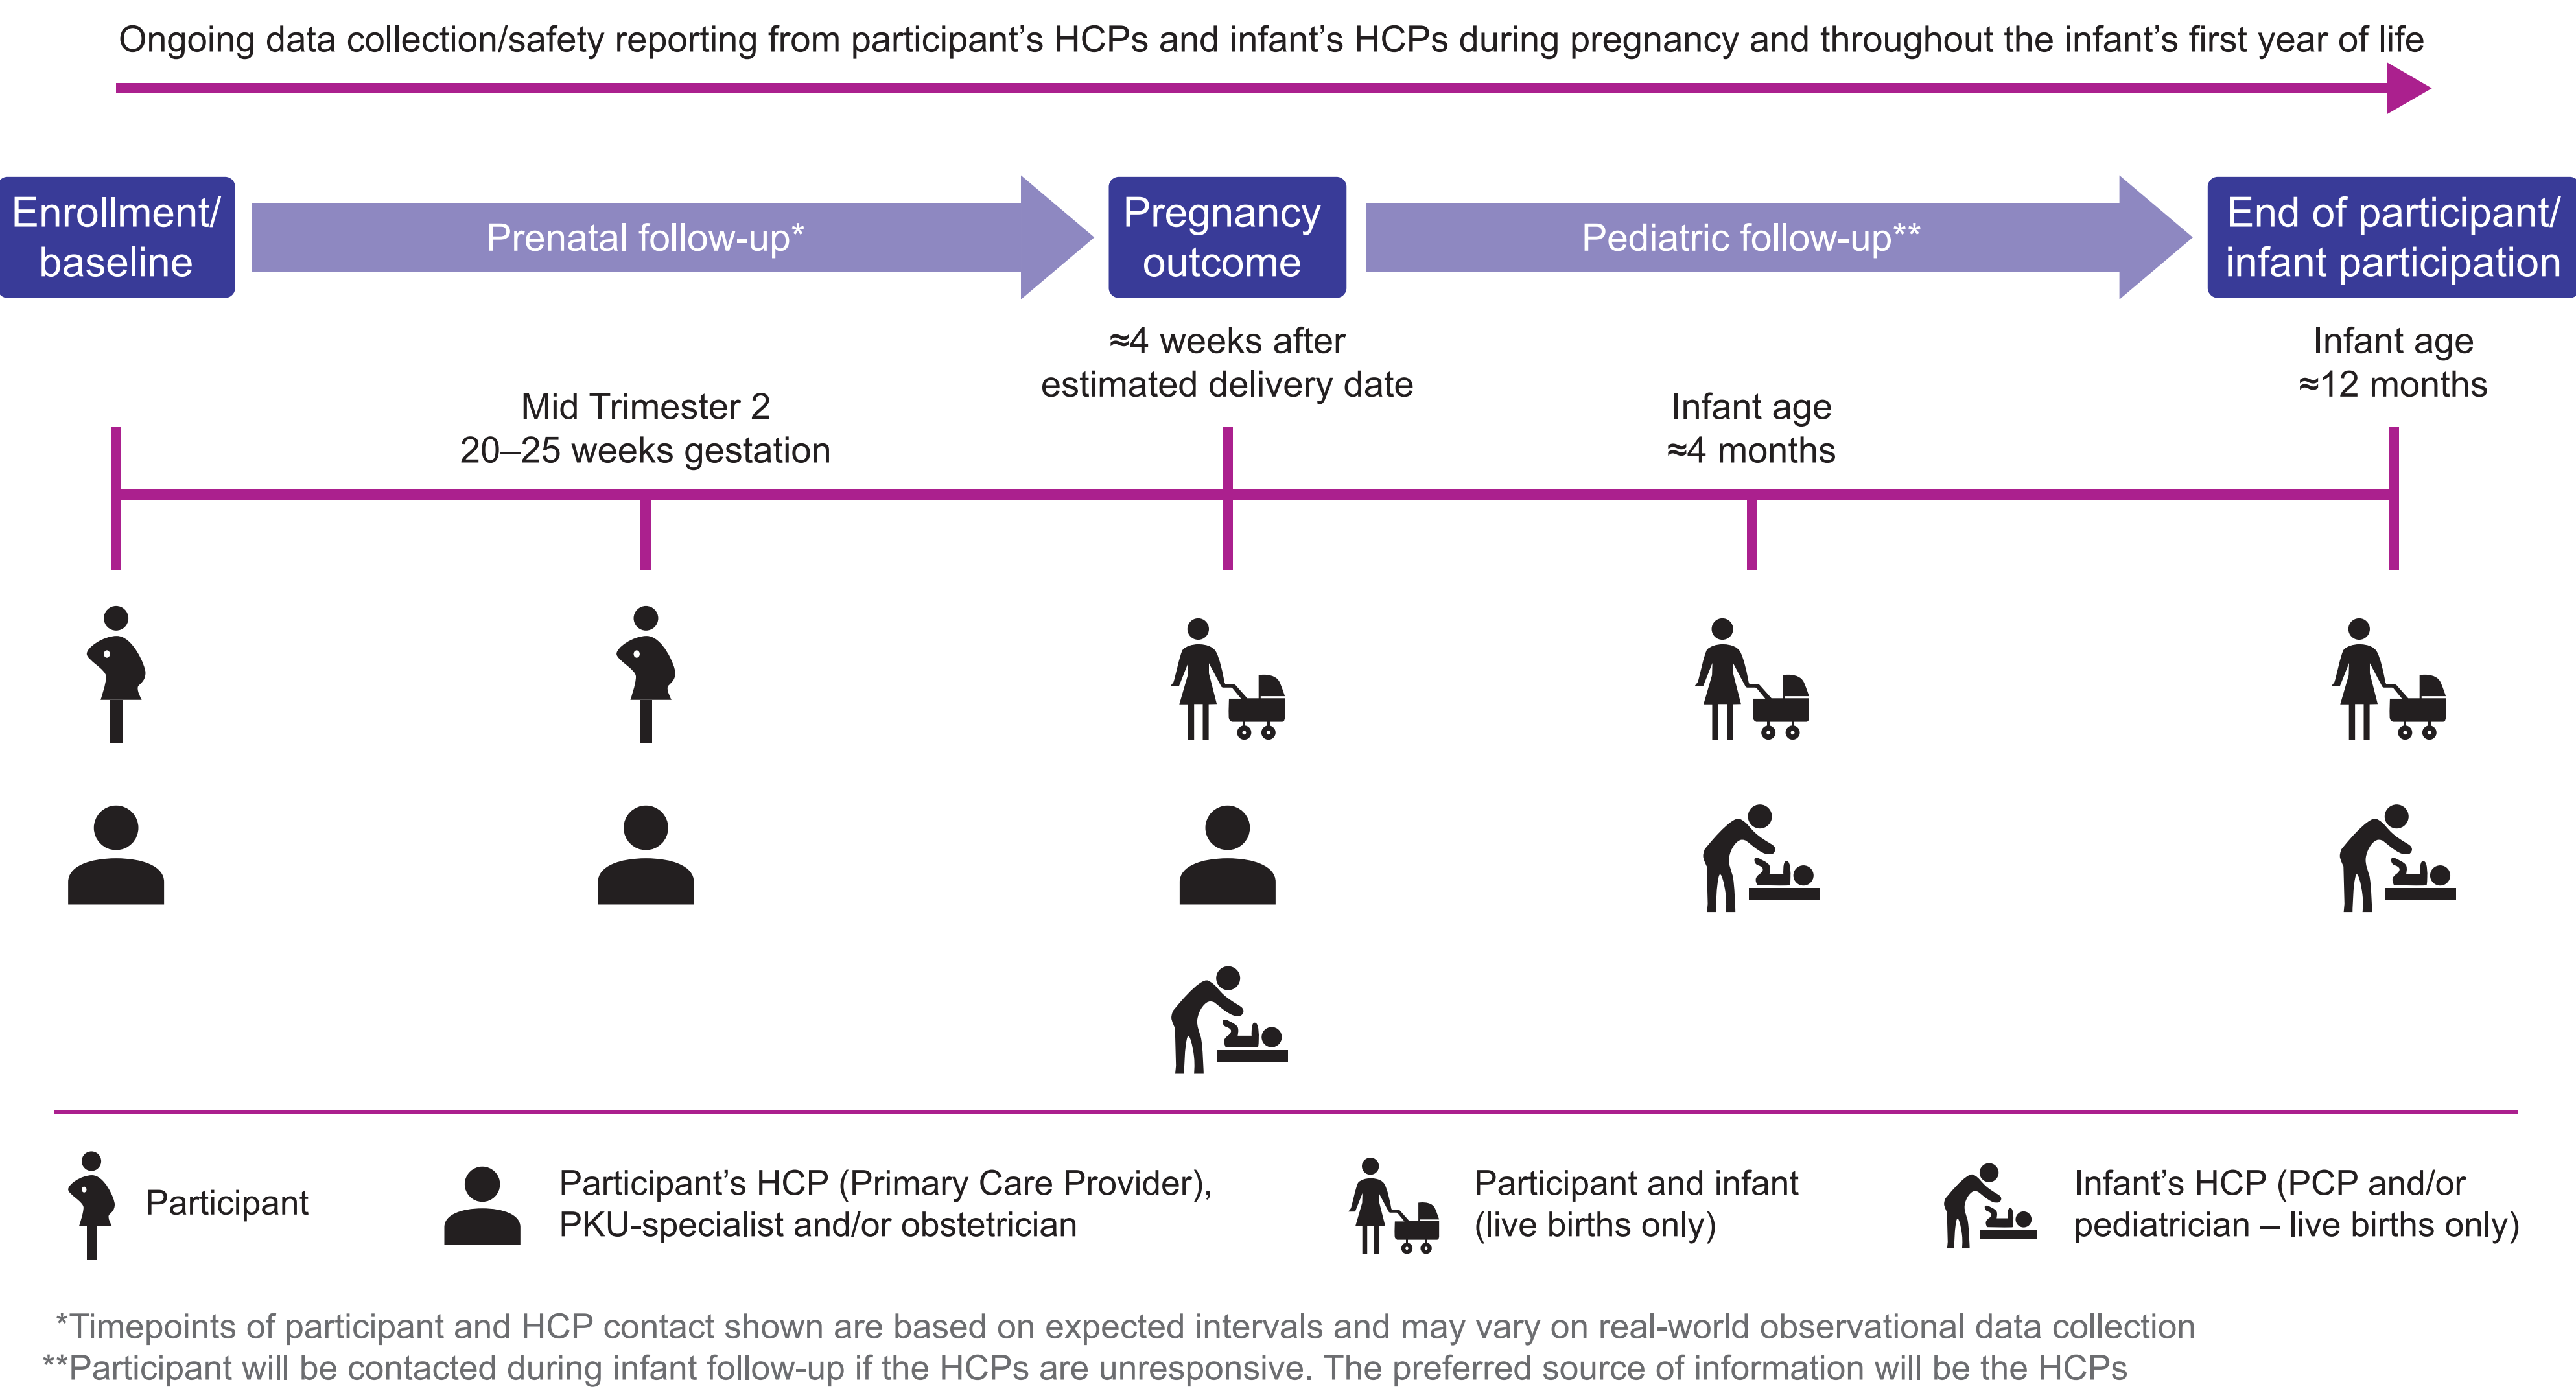 Ongoing data collection/safety reporting from participant’s HCPs and infant’s HCPs during pregnancy and throughout the infant’s first year of life
Enrollment/
baseline
Prenatal follow-up*
Pregnancy
outcome
Pediatric follow-up**
End of participant/
infant participation
≈4 weeks after
estimated delivery date
Infant age
≈12 months
Mid Trimester 2
20–25 weeks gestation
Infant age
≈4 months
Participant
Participant’s HCP (Primary Care Provider),
PKU-specialist and/or obstetrician
Participant and infant
(live births only)
Infant’s HCP (PCP and/or
pediatrician – live births only)
*Timepoints of participant and HCP contact shown are based on expected intervals and may vary on real-world observational data collection
**Participant will be contacted during infant follow-up if the HCPs are unresponsive. The preferred source of information will be the HCPs